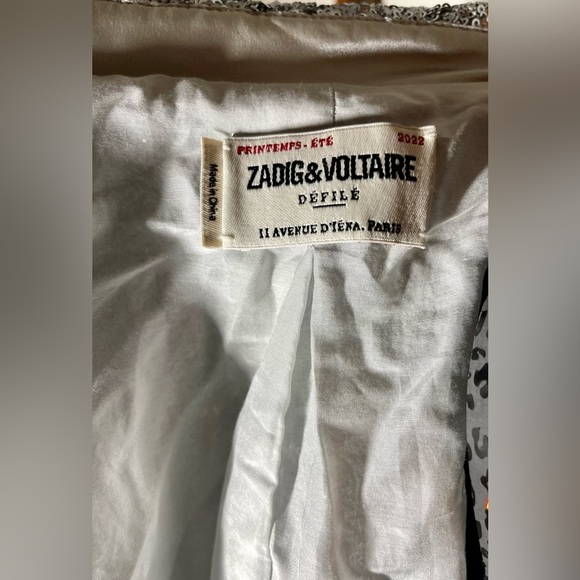 PRINTEMPS - ÉTÉ 2022
ZADIG&VOLTAIRE
DÉFILÉ
11 AVENUE D'IÉNA. PARIS
Made in China